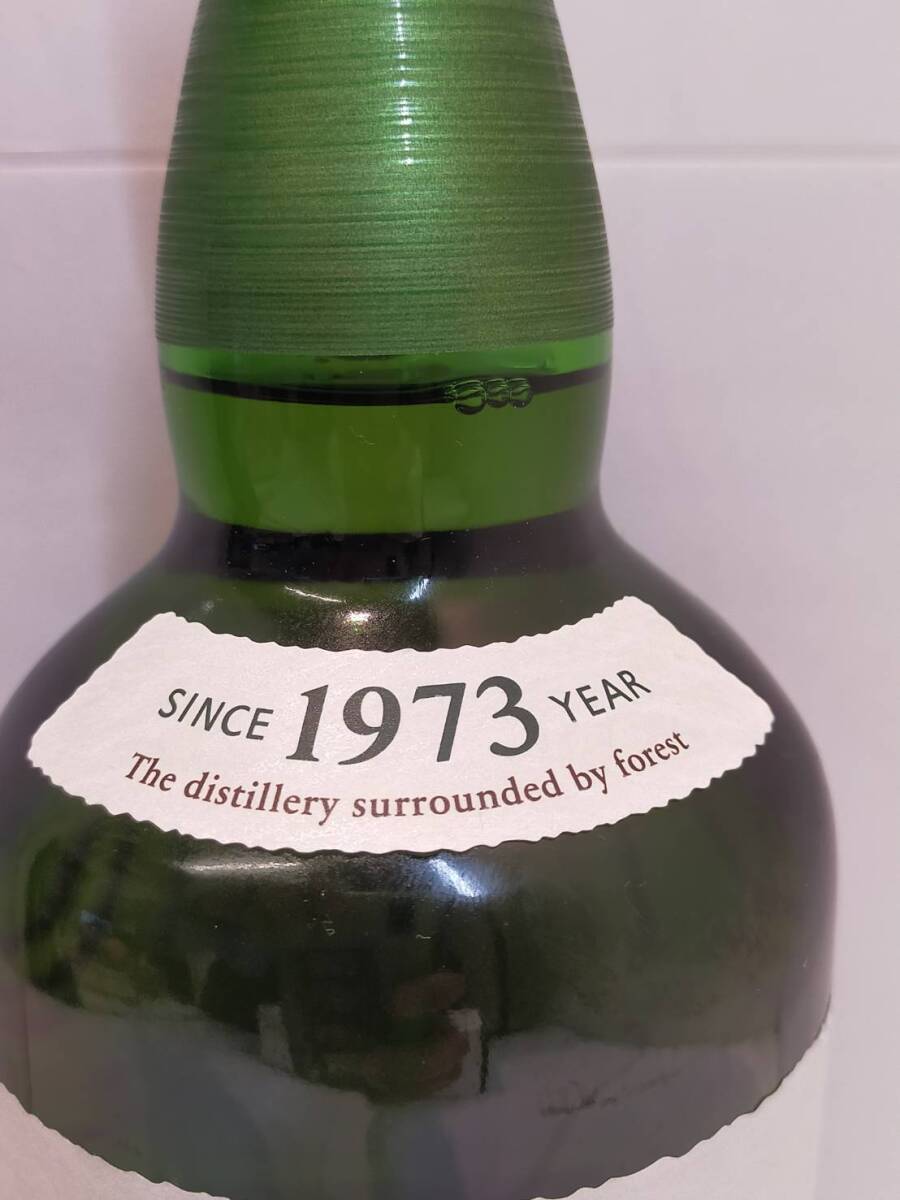 SINCE 1973 YEAR
The distillery surrounded by forest